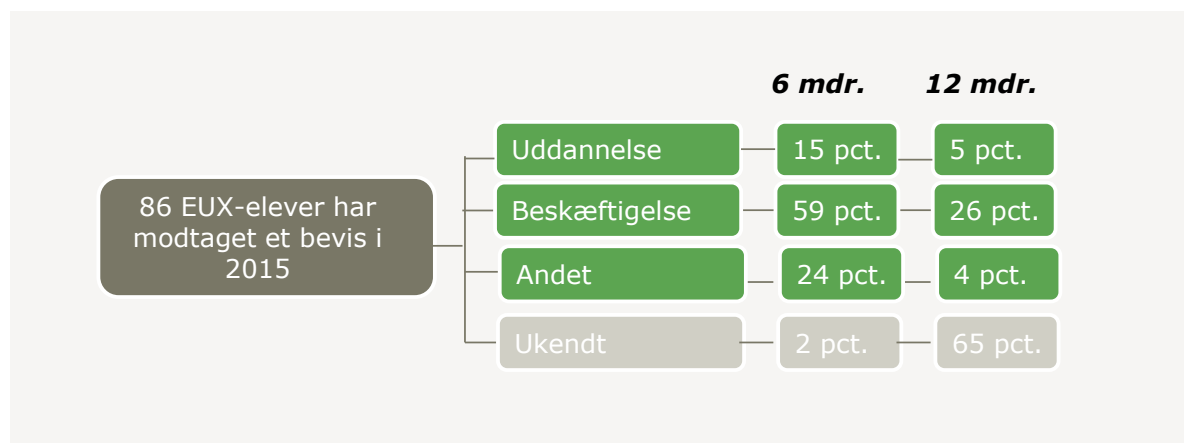 6 mdr. 12 mdr.
86 EUX-elever har
modtaget et bevis i
2015
Uddannelse 15 pct. 5 pct.
Beskæftigelse 59 pct. 26 pct.
Andet 24 pct. 4 pct.
Ukendt 2 pct. 65 pct.